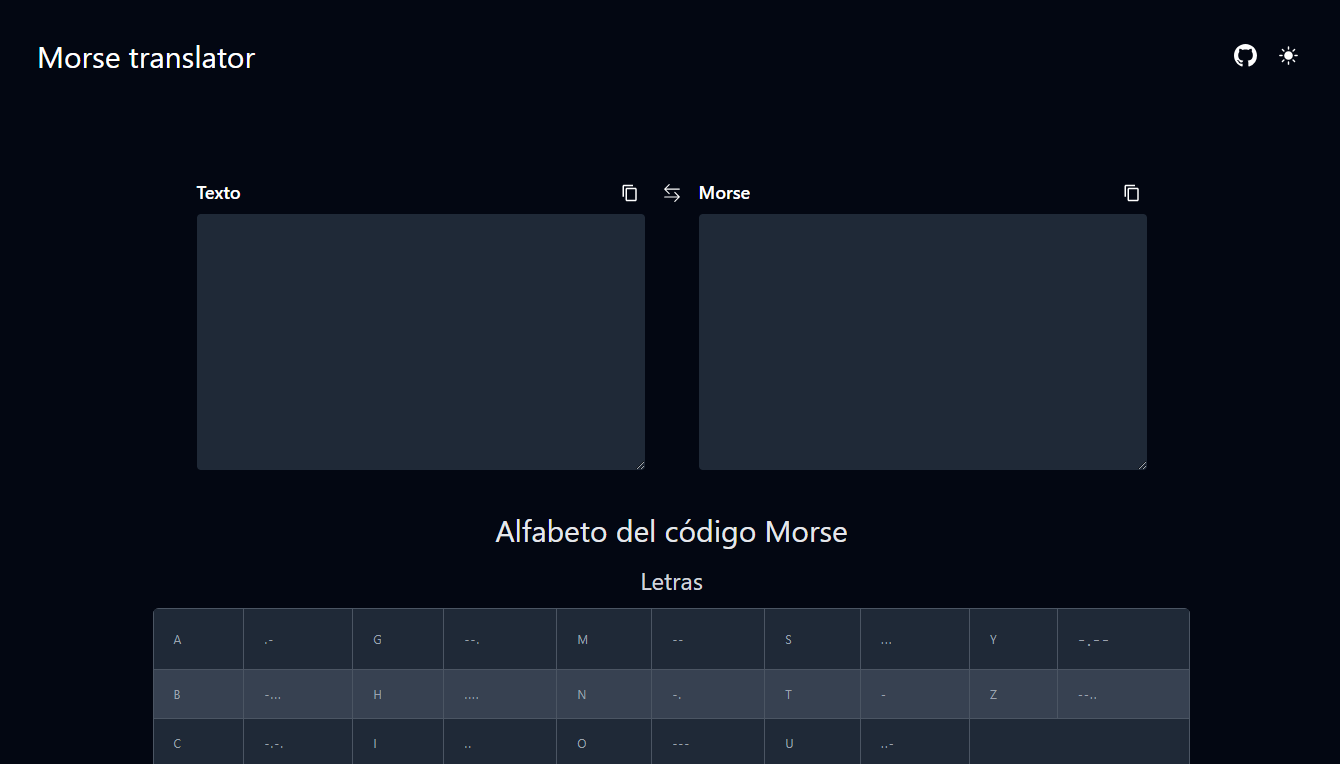 Morse translator
Texto
Morse
Alfabeto del código Morse
Letras
A .- G --. M -- S ... Y -.--
B -... H .... N -. T - Z --..
C -.-. I .. O --- U ..-